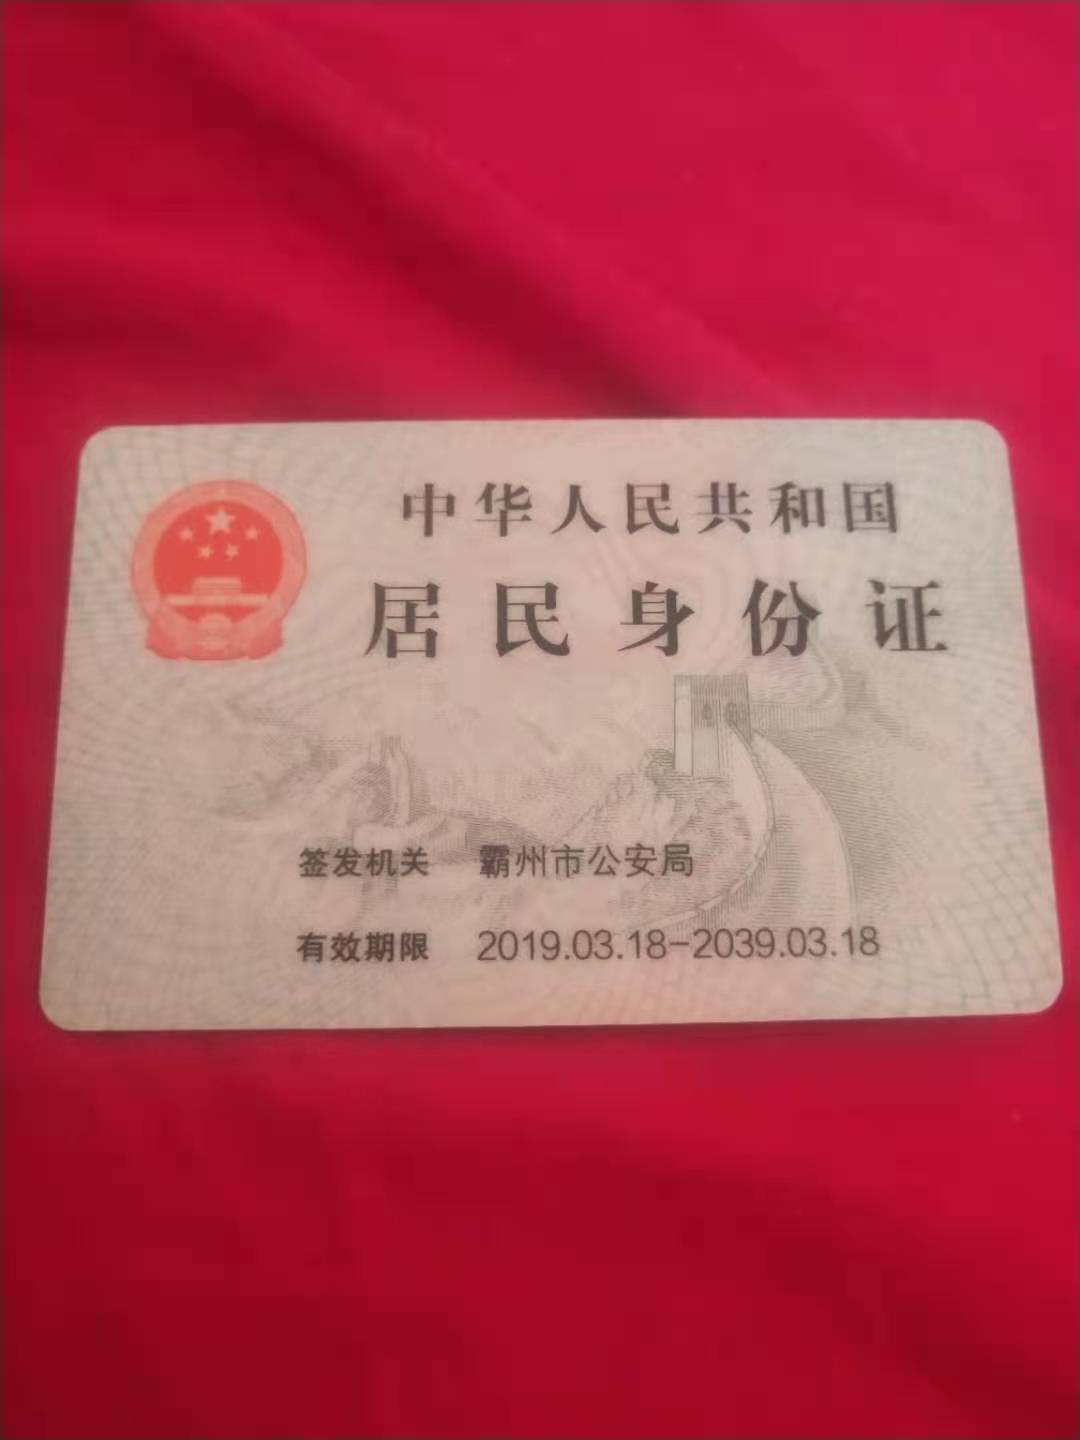 中华人民共和国
居民身份证
签发机关 霸州市公安局
有效期限 2019.03.18-2039.03.18